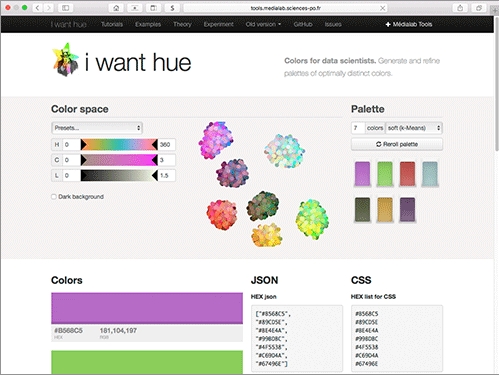 tools.medialab.sciences-po.fr
I want hue Tutorials Examples Theory Experiment Old version GitHub Issues Médialab Tools
i want hue
Colors for data scientists. Generate and refine
palettes of optimally distinct colors.
Color space
Presets...
H 0 360
C 0 3
L 0 1.5
Dark background
Palette
7 colors soft (k-Means)
Reroll palette
Colors
#B568C5 181,104,197
HEX RGB
JSON
HEX json
["#B568C5",
"#89CD5E",
"#BE4E4A",
"#99BDBC",
"#4F5538",
"#C69D4A",
"#67496E"]
CSS
HEX list for CSS
#B568C5
#89CD5E
#BE4E4A
#99BDBC
#4F5538
#C69D4A
#67496E